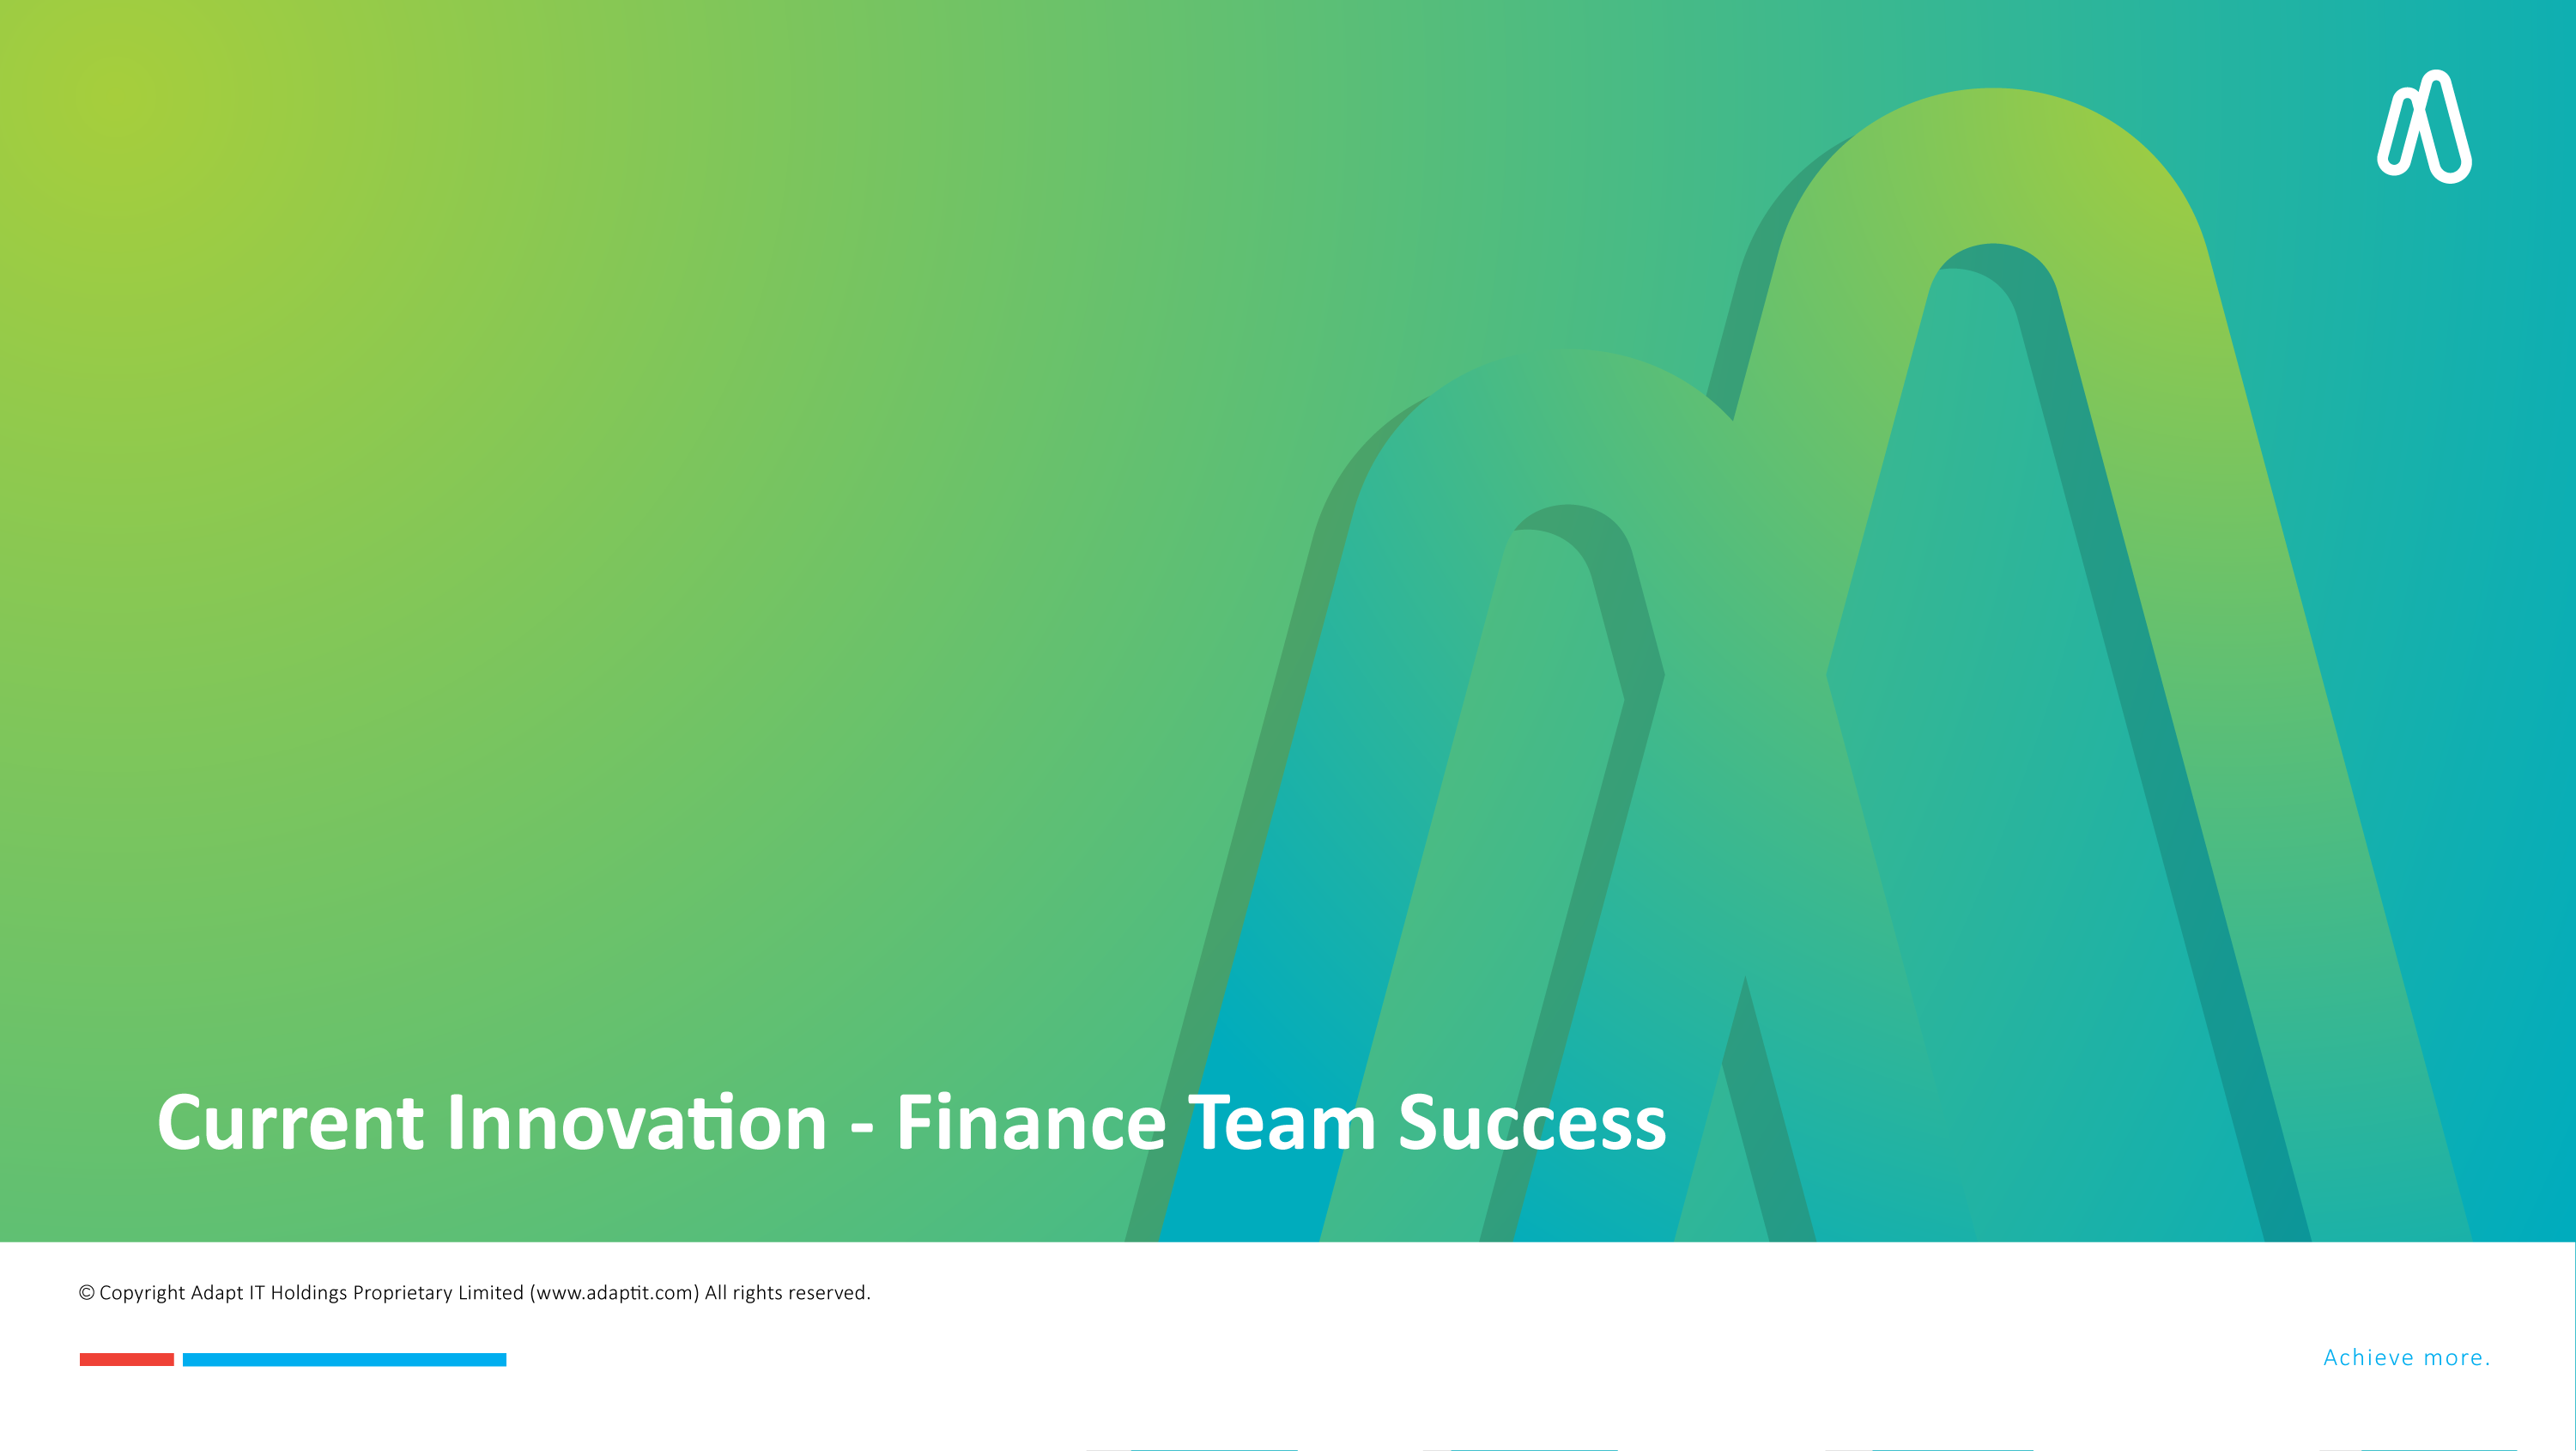 Current Innovation - Finance Team Success
© Copyright Adapt IT Holdings Proprietary Limited (www.adaptit.com) All rights reserved.
Achieve more.